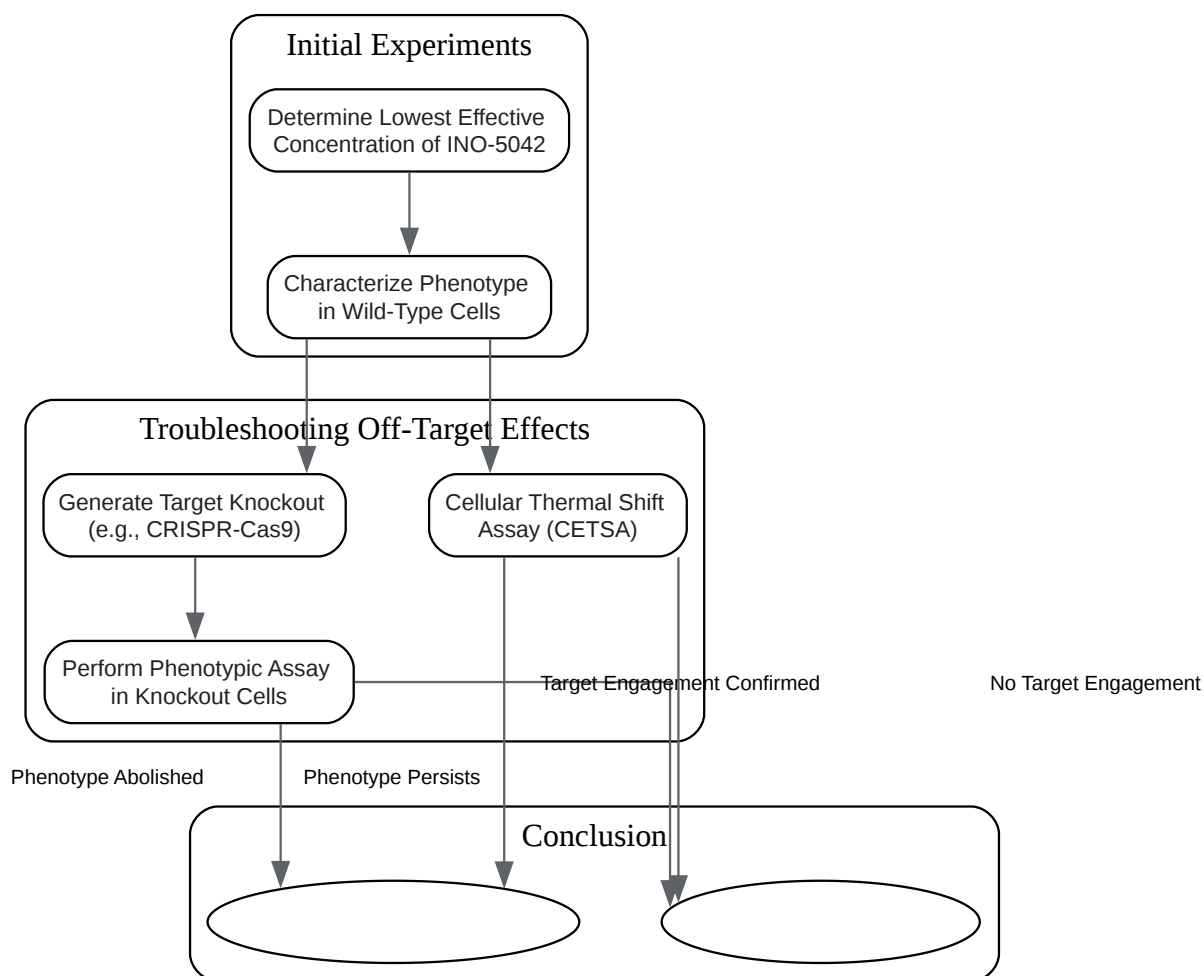 Initial Experiments
Determine Lowest Effective
Concentration of INO-5042
Characterize Phenotype
in Wild-Type Cells
Troubleshooting Off-Target Effects
Generate Target Knockout
(e.g., CRISPR-Cas9)
Cellular Thermal Shift
Assay (CETSA)
Perform Phenotypic Assay
in Knockout Cells
Target Engagement Confirmed
No Target Engagement
Phenotype Abolished
Phenotype Persists
Conclusion